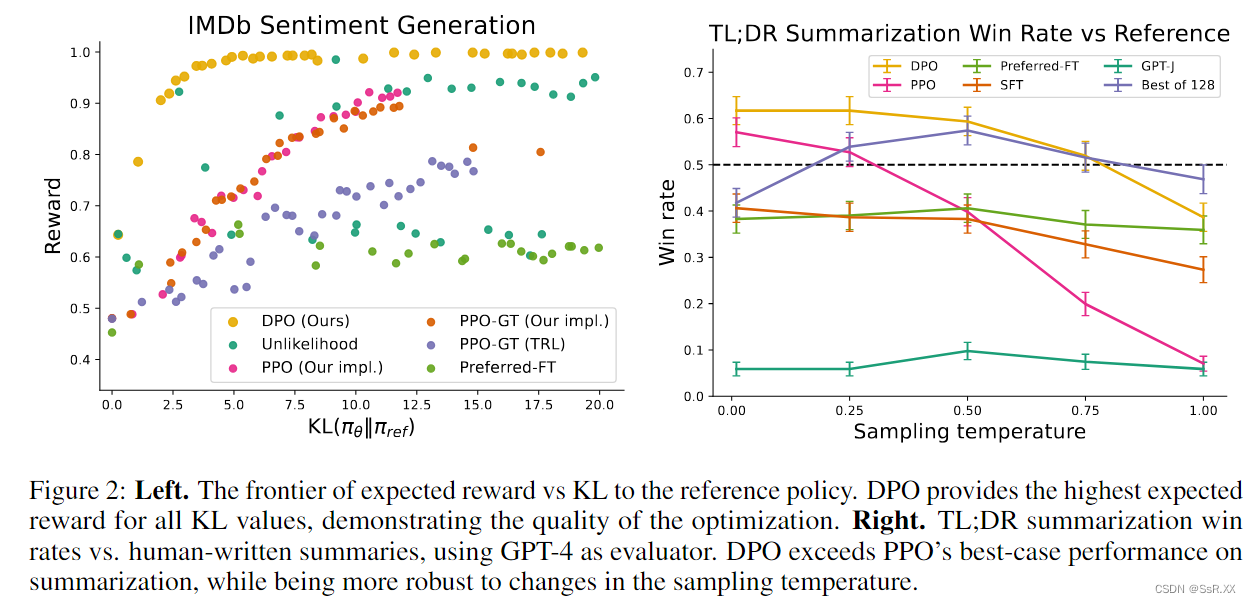 IMDb Sentiment Generation
1.0
0.9
0.8
0.7
0.6
0.5
0.4
Reward
DPO (Ours)
Unlikelihood
PPO (Our impl.)
PPO-GT (Our impl.)
PPO-GT (TRL)
Preferred-FT
0.0 2.5 5.0 7.5 10.0 12.5 15.0 17.5 20.0
KL(πθ‖πref)
TL;DR Summarization Win Rate vs Reference
DPO
PPO
Preferred-FT
SFT
GPT-J
Best of 128
0.7
0.6
0.5
0.4
0.3
0.2
0.1
0.0
Win rate
0.00 0.25 0.50 0.75 1.00
Sampling temperature
Figure 2: Left. The frontier of expected reward vs KL to the reference policy. DPO provides the highest expected
reward for all KL values, demonstrating the quality of the optimization. Right. TL;DR summarization win
rates vs. human-written summaries, using GPT-4 as evaluator. DPO exceeds PPO’s best-case performance on
summarization, while being more robust to changes in the sampling temperature.
CSDN @SsR.XX